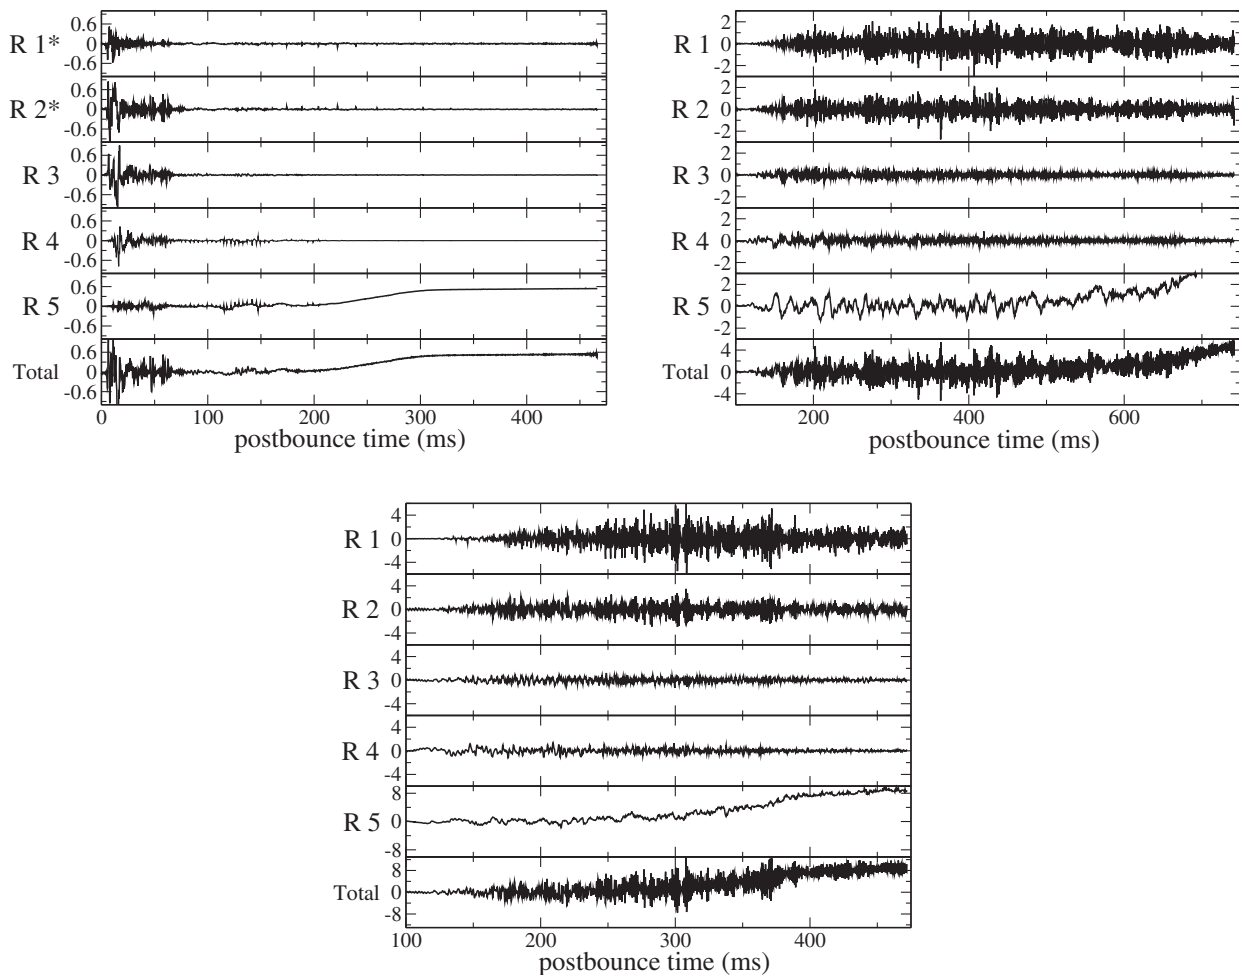 0.6
R 1* 0
-0.6
0.6
R 2* 0
-0.6
0.6
R 3 0
-0.6
0.6
R 4 0
0.6
0.6
R 5 0
-0.6
0.6
Total 0
-0.6
0 100 200 300 400
postbounce time (ms)
2
R 1 0
-2
2
R 2 0
-2
2
R 3 0
-2
2
R 4 0
-2
2
R 5 0
-2
4
Total 0
-4
200 400 600
postbounce time (ms)
4
R 1 0
-4
4
R 2 0
-4
4
R 3 0
-4
4
R 4 0
-4
8
R 5 0
-8
8
Total 0
-8
100 200 300 400
postbounce time (ms)